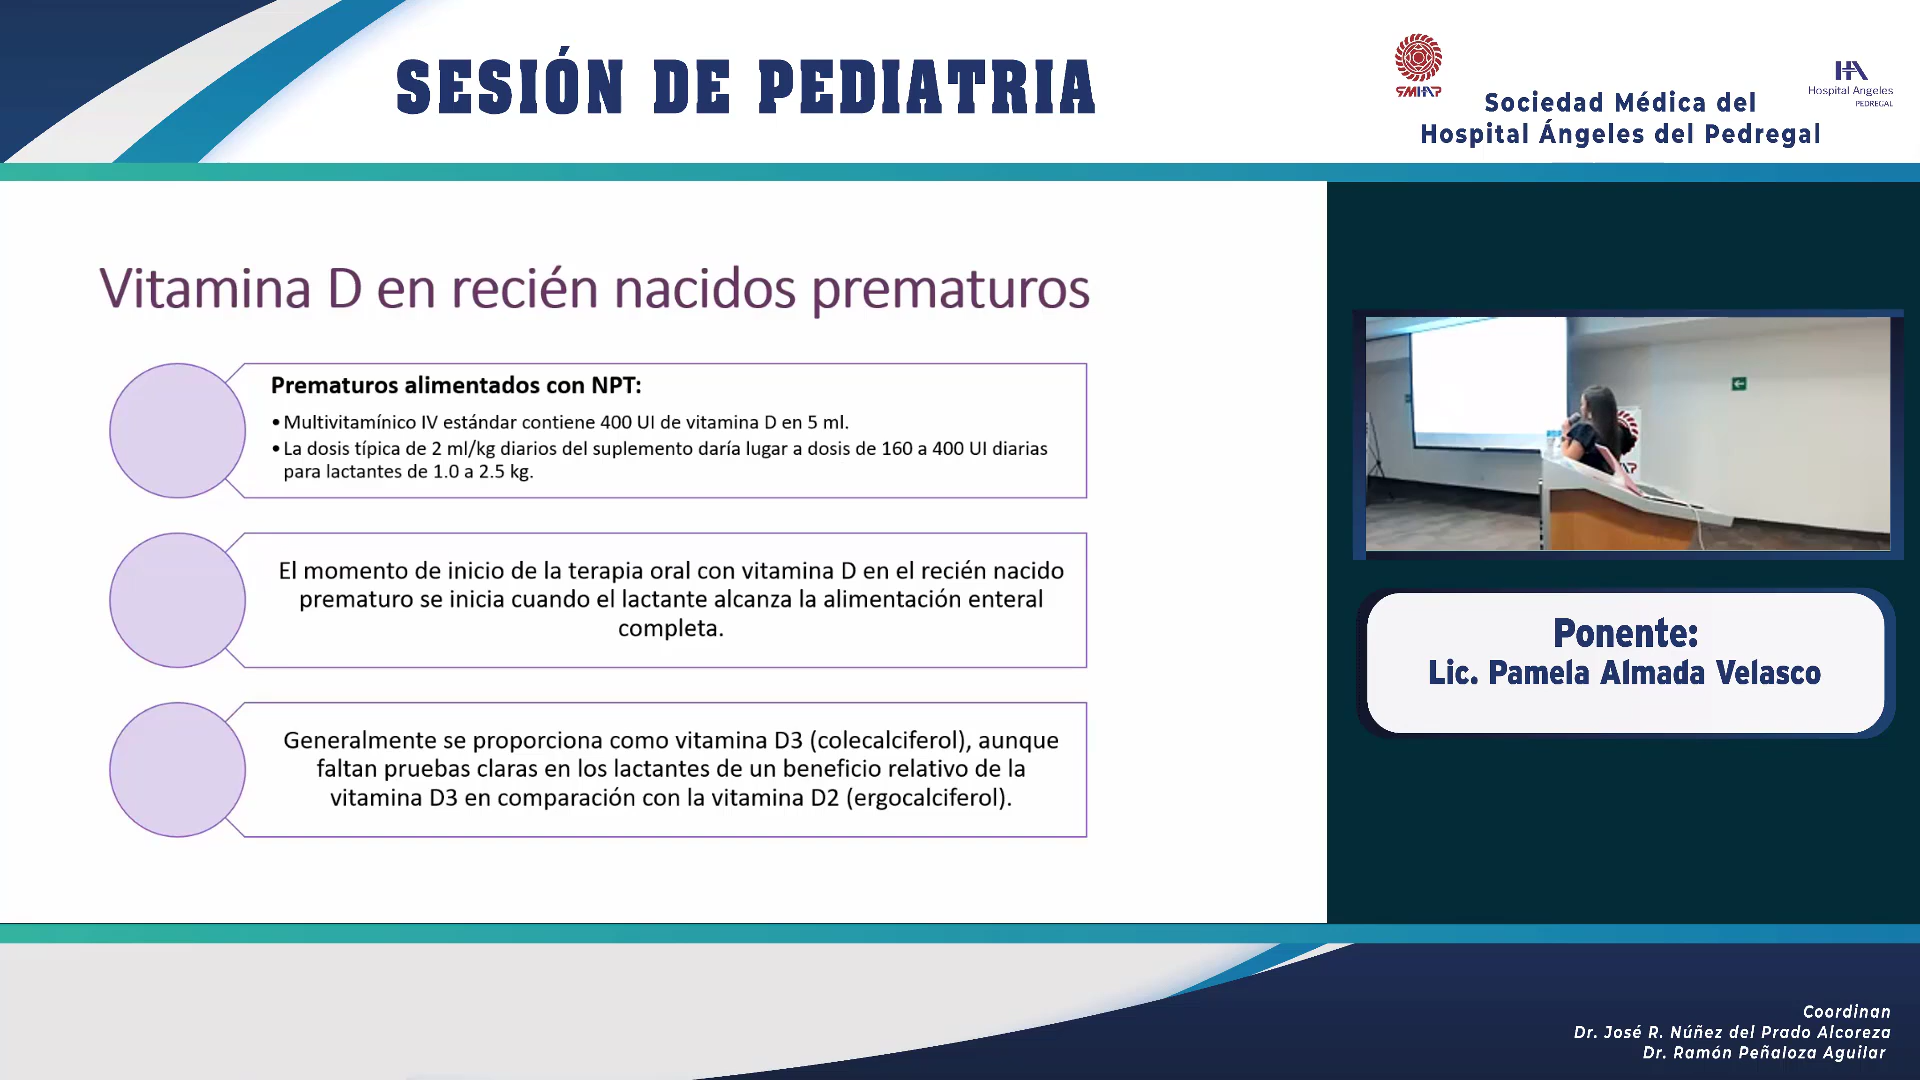 SESIÓN DE PEDIATRIA
SMHAP
Sociedad Médica del
Hospital Ángeles del Pedregal
HA
Hospital Angeles
PEDREGAL
Vitamina D en recién nacidos prematuros
Prematuros alimentados con NPT:
•Multivitamínico IV estándar contiene 400 UI de vitamina D en 5 ml.
•La dosis típica de 2 ml/kg diarios del suplemento daría lugar a dosis de 160 a 400 UI diarias
para lactantes de 1.0 a 2.5 kg.
El momento de inicio de la terapia oral con vitamina D en el recién nacido
prematuro se inicia cuando el lactante alcanza la alimentación enteral
completa.
Generalmente se proporciona como vitamina D3 (colecalciferol), aunque
faltan pruebas claras en los lactantes de un beneficio relativo de la
vitamina D3 en comparación con la vitamina D2 (ergocalciferol).
Ponente:
Lic. Pamela Almada Velasco
Coordinan
Dr. José R. Núñez del Prado Alcoreza
Dr. Ramón Peñaloza Aguilar